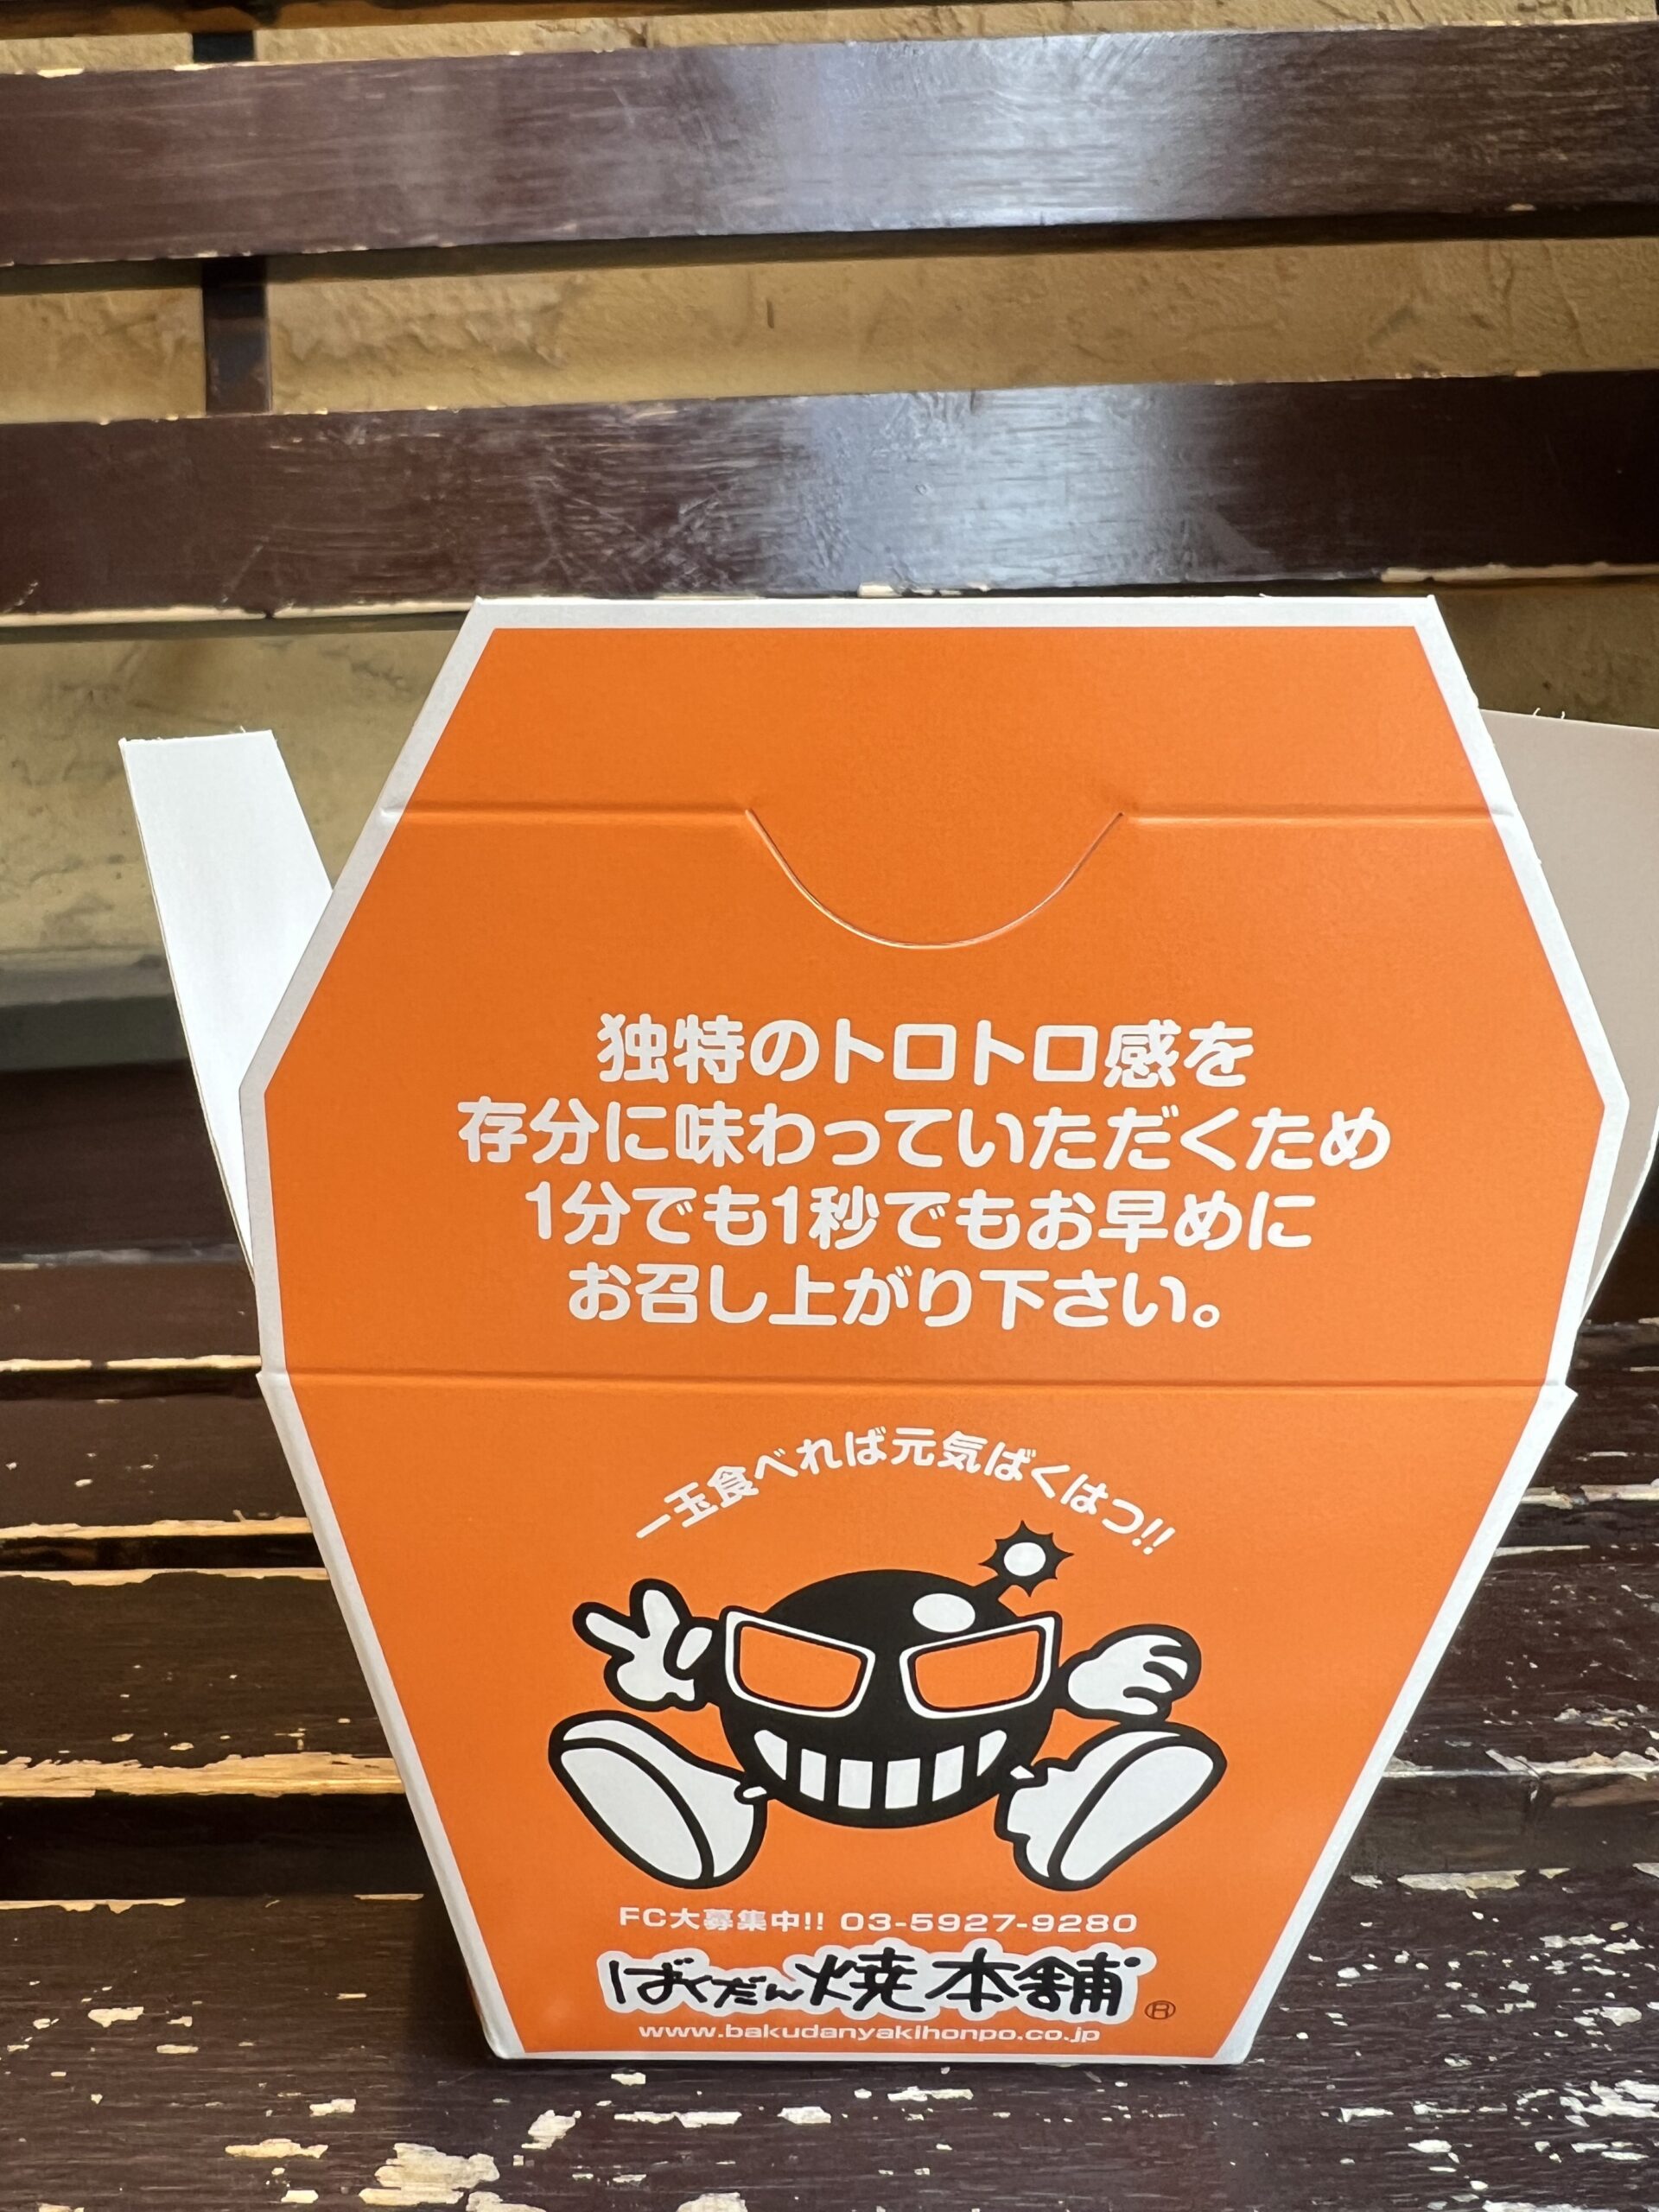 独特のトロトロ感を
存分に味わっていただくため
1分でも1秒でもお早めに
お召し上がり下さい。
一玉食べれば元気ばくはつ!!
FC大募集中!! 03-5927-9280
ばくだん焼本舗®
www.bakudanyakihonpo.co.jp